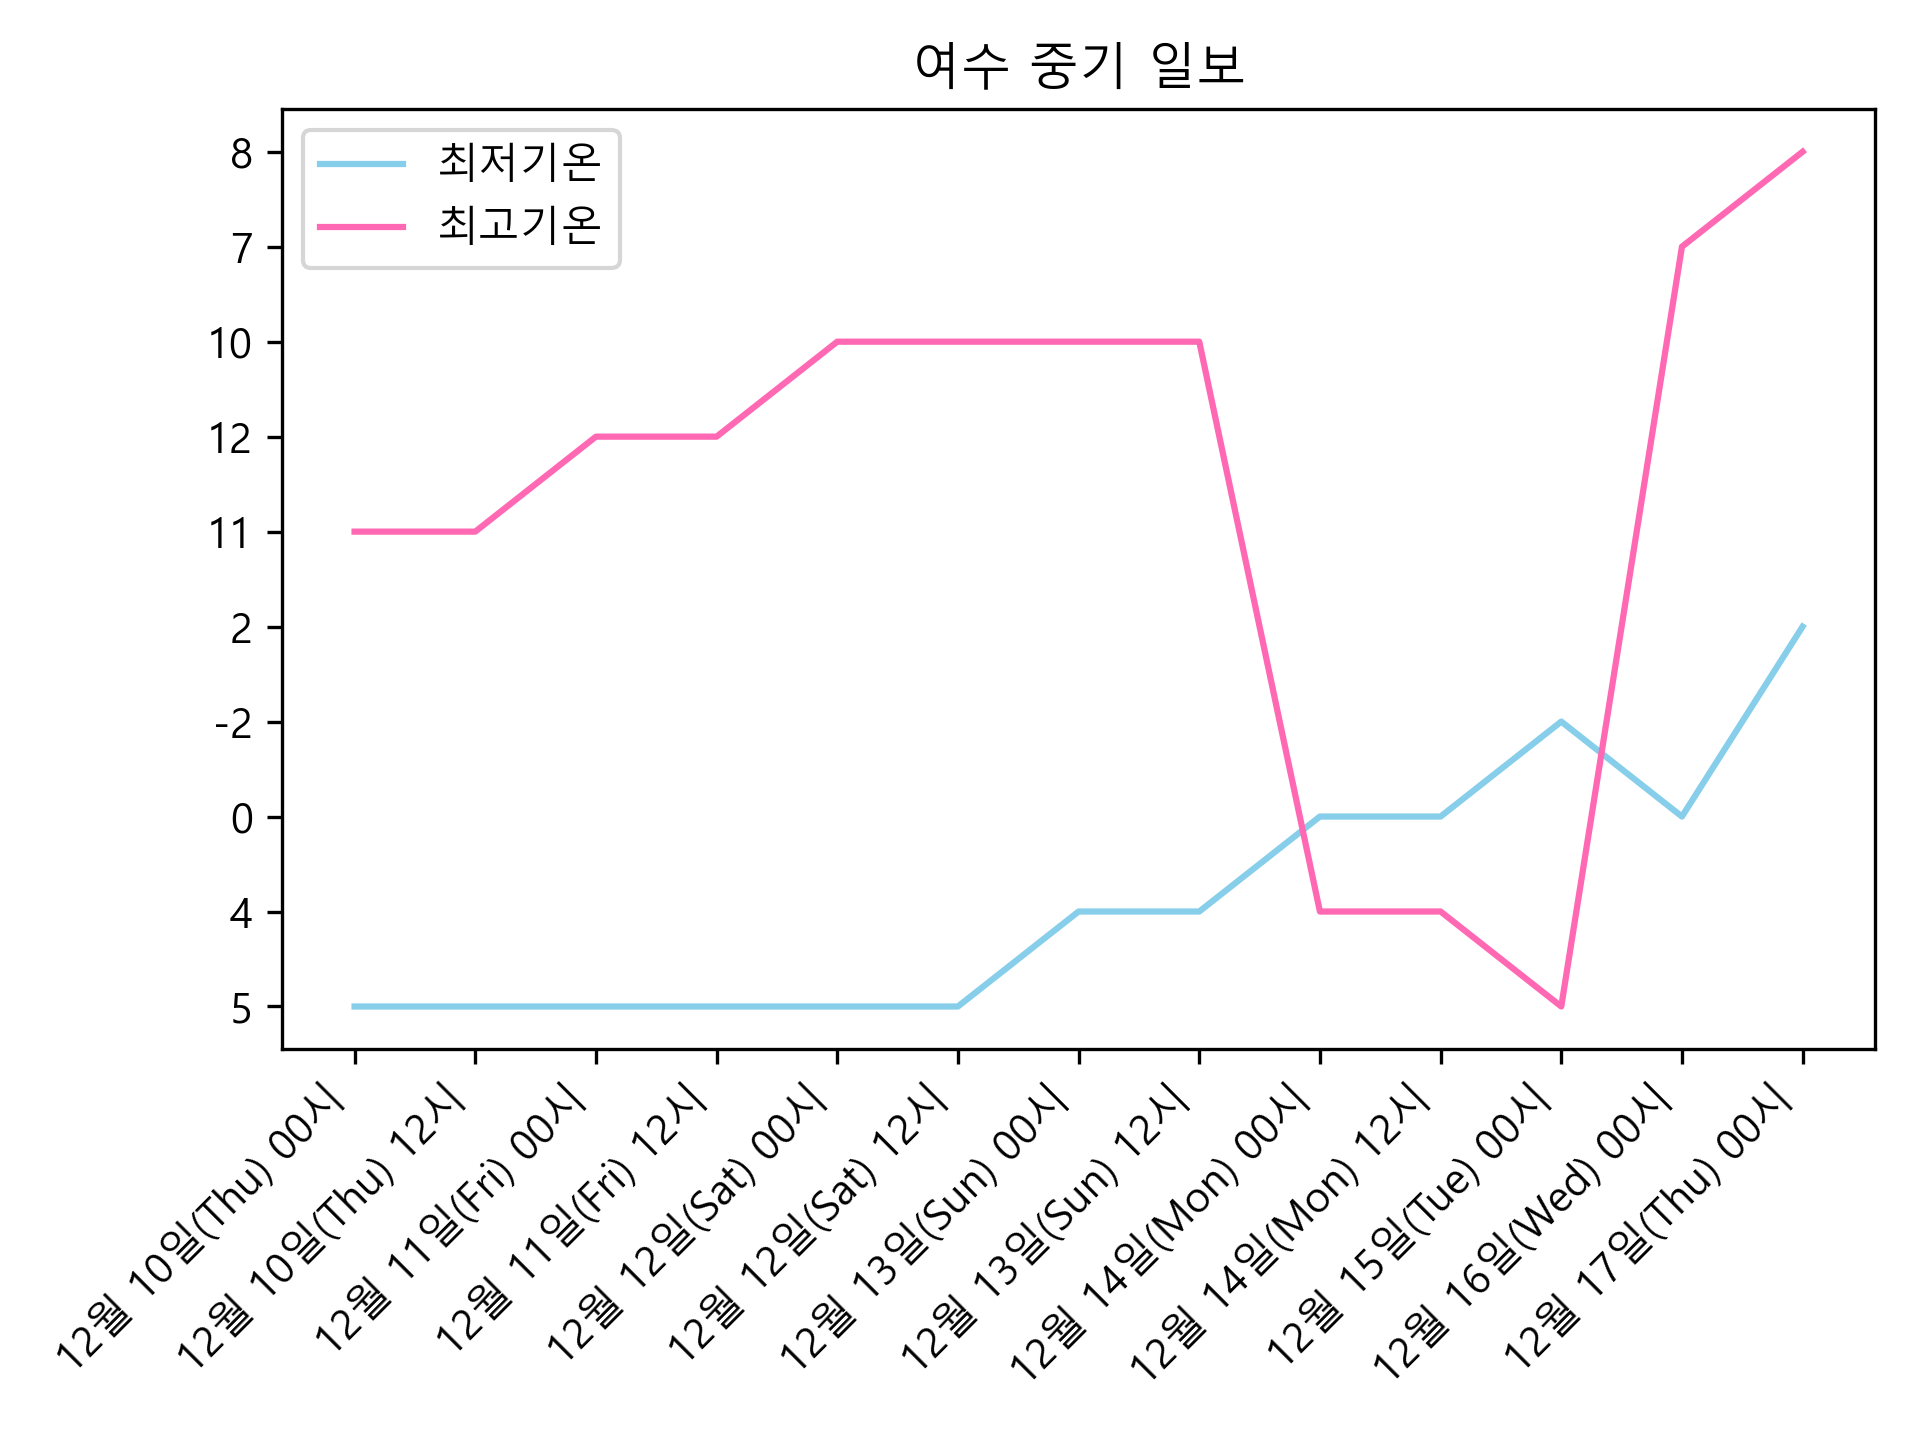 여수 중기 일보
최저기온
최고기온
8
7
10
12
11
2
-2
0
4
5
12월 10일(Thu) 00시
12월 10일(Thu) 12시
12월 11일(Fri) 00시
12월 11일(Fri) 12시
12월 12일(Sat) 00시
12월 12일(Sat) 12시
12월 13일(Sun) 00시
12월 13일(Sun) 12시
12월 14일(Mon) 00시
12월 14일(Mon) 12시
12월 15일(Tue) 00시
12월 16일(Wed) 00시
12월 17일(Thu) 00시